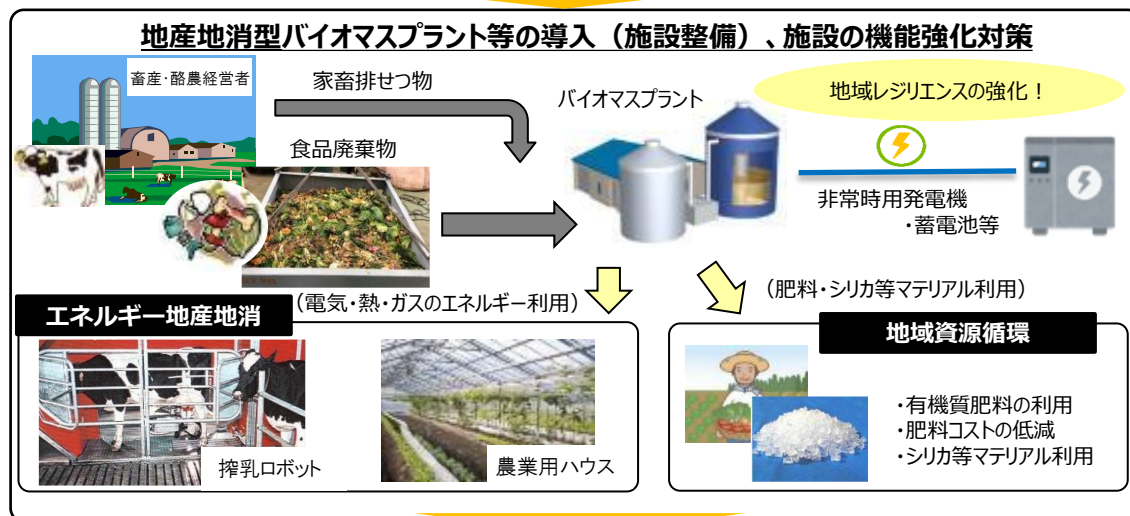 地産地消型バイオマスプラント等の導入（施設整備）、施設の機能強化対策
畜産・酪農経営者
家畜排せつ物
食品廃棄物
バイオマスプラント
地域レジリエンスの強化！
非常時用発電機
・蓄電池等
（電気・熱・ガスのエネルギー利用）
エネルギー地産地消
搾乳ロボット
農業用ハウス
（肥料・シリカ等マテリアル利用）
地域資源循環
・有機質肥料の利用
・肥料コストの低減
・シリカ等マテリアル利用